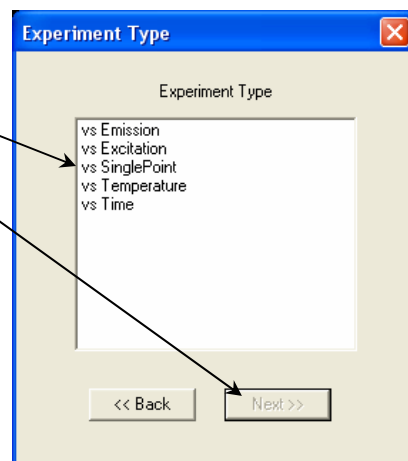 Experiment Type
Experiment Type
vs Emission
vs Excitation
vs SinglePoint
vs Temperature
vs Time
<< Back
Next >>